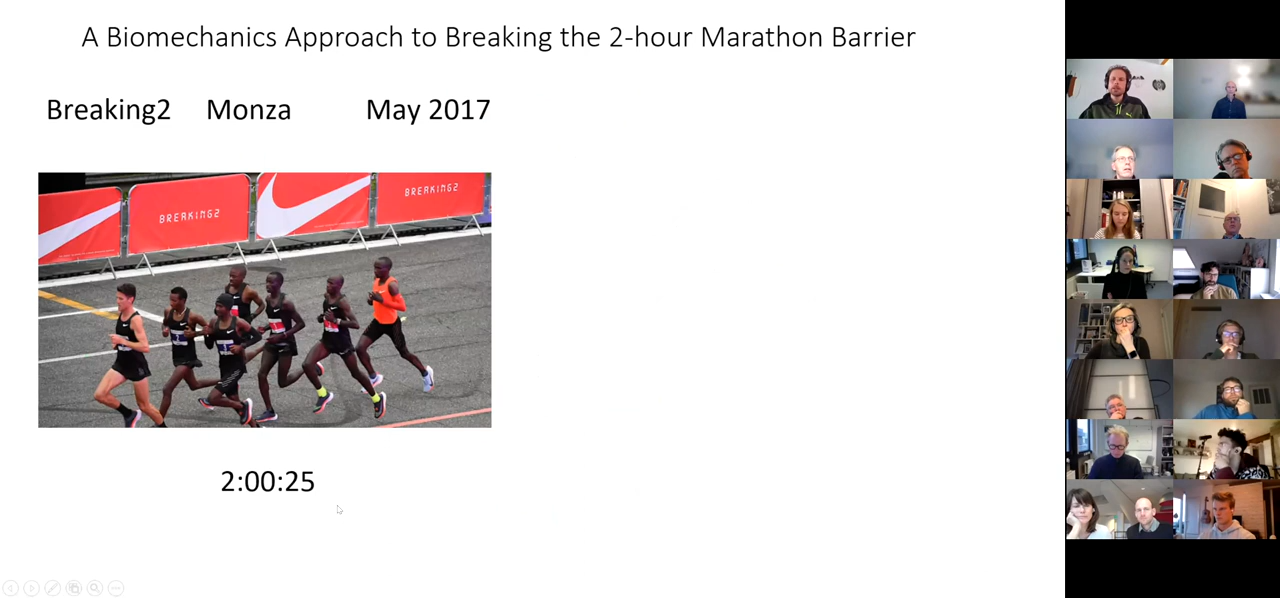 A Biomechanics Approach to Breaking the 2-hour Marathon Barrier
Breaking2 Monza May 2017
BREAKING2
BREAKING2
2:00:25